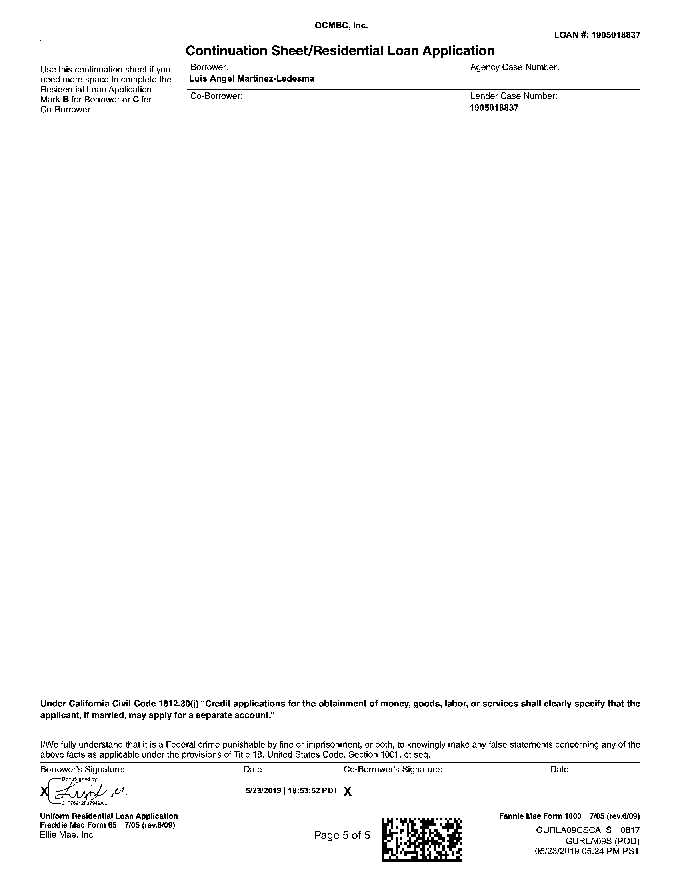 OCMBC, Inc.
LOAN #: 1905018837
Continuation Sheet/Residential Loan Application
Use this continuation sheet if you
need more space to complete the
Residential Loan Application.
Mark B for Borrower or C for
Co-Borrower.
Borrower:
Luis Angel Martinez-Ledesma
Agency Case Number:
Co-Borrower:
Lender Case Number:
1905018837
Under California Civil Code 1812.30(j) "Credit applications for the obtainment of money, goods, labor, or services shall clearly specify that the
applicant, if married, may apply for a separate account."
I/We fully understand that it is a Federal crime punishable by fine or imprisonment, or both, to knowingly make any false statements concerning any of the
above facts as applicable under the provisions of Title 18, United States Code, Section 1001, et seq.
Borrower's Signature
Date
Co-Borrower's Signature
Date
X
DocuSigned by:
5/23/2019 | 18:53:52 PDT
X
Uniform Residential Loan Application
Freddie Mac Form 65 7/05 (rev.6/09)
Ellie Mae, Inc.
Page 5 of 5
Fannie Mae Form 1003 7/05 (rev.6/09)
GURLA09S (POD)
05/23/2019 05:24 PM PST